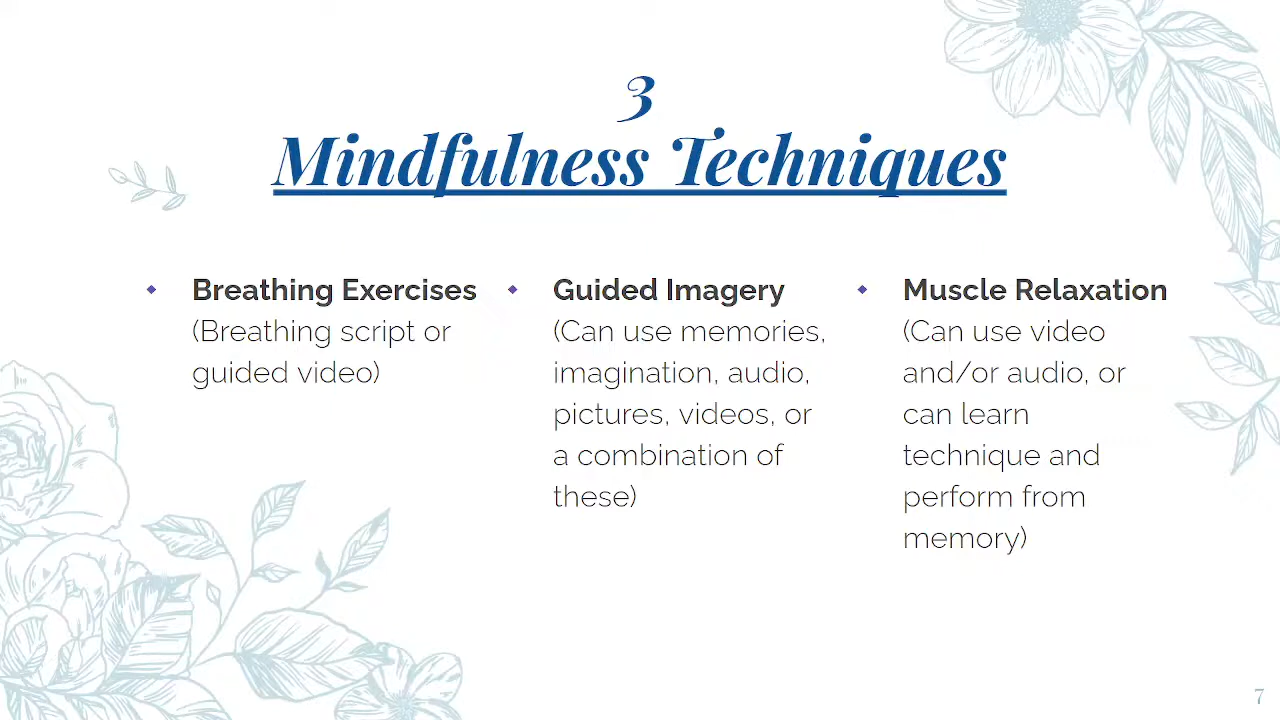 3
Mindfulness Techniques
Breathing Exercises
(Breathing script or
guided video)
Guided Imagery
(Can use memories,
imagination, audio,
pictures, videos, or
a combination of
these)
Muscle Relaxation
(Can use video
and/or audio, or
can learn
technique and
perform from
memory)
7